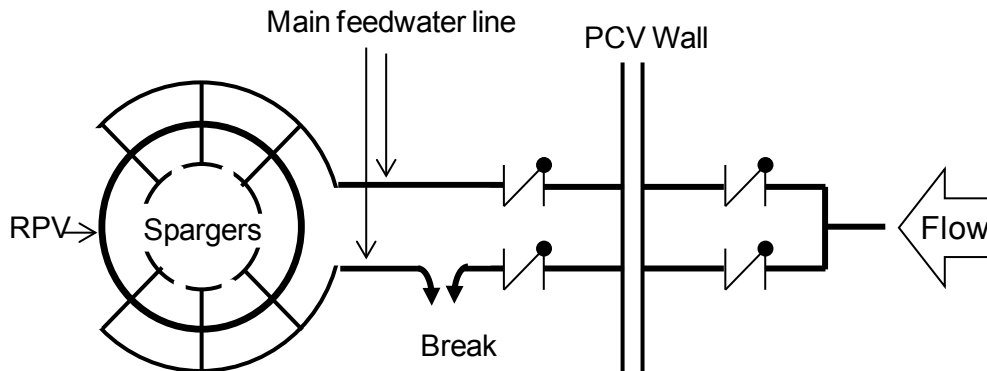 Main feedwater line
PCV Wall
RPV
Spargers
Flow
Break